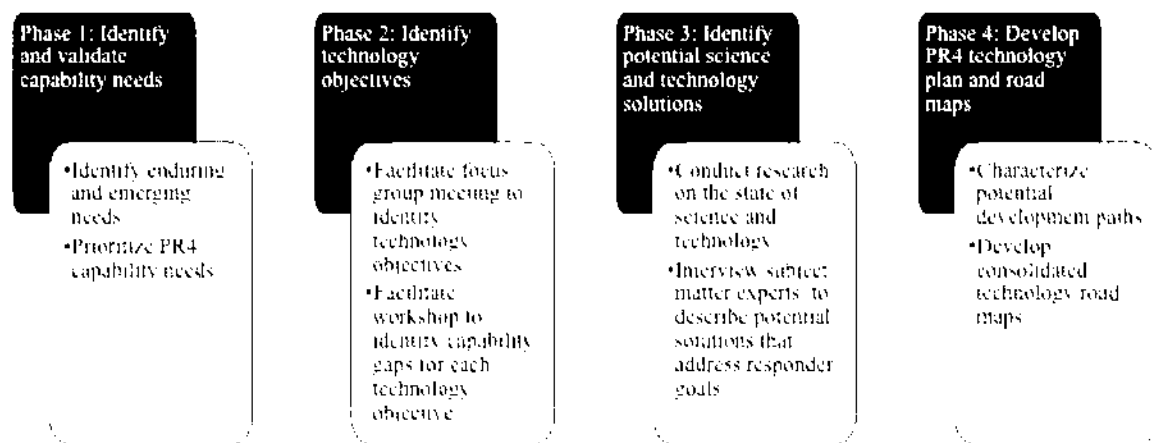 Phase 1: Identify
and validate
capability needs
•Identify enduring
and emerging
needs
•Prioritize PR4
capability needs
Phase 2: Identify
technology
objectives
•Facilitate focus
group meeting to
identify
technology
objectives
•Facilitate
workshop to
identify capability
gaps for each
technology
objective
Phase 3: Identify
potential science
and technology
solutions
•Conduct research
on the state of
science and
technology
•Interview subject
matter experts to
describe potential
solutions that
address responder
goals
Phase 4: Develop
PR4 technology
plan and road
maps
•Characterize
potential
development paths
•Develop
consolidated
technology road
maps